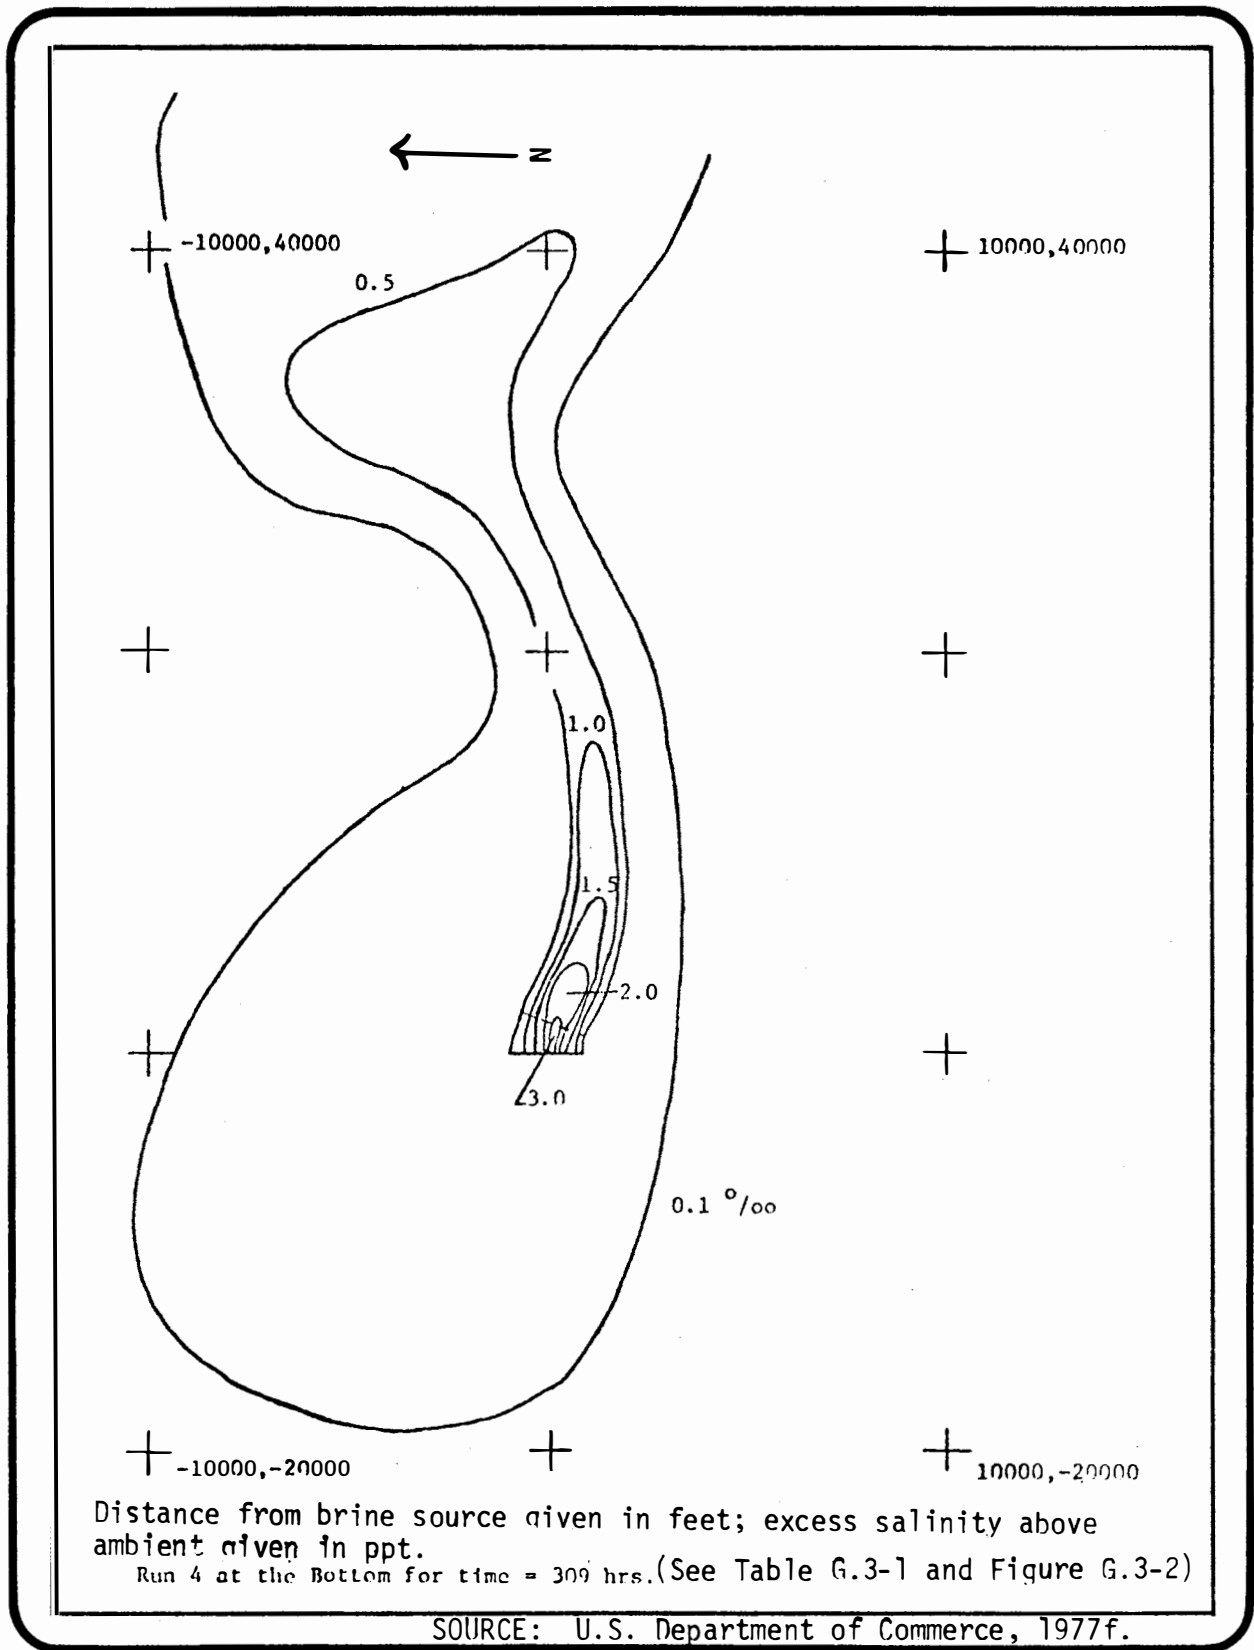 N
-10000,40000
10000,40000
0.5
1.0
1.5
2.0
3.0
0.1 o/oo
-10000,-20000
10000,-20000
Distance from brine source given in feet; excess salinity above
ambient given in ppt.
Run 4 at the Bottom for time = 309 hrs. (See Table G.3-1 and Figure G.3-2)
SOURCE: U.S. Department of Commerce, 1977f.